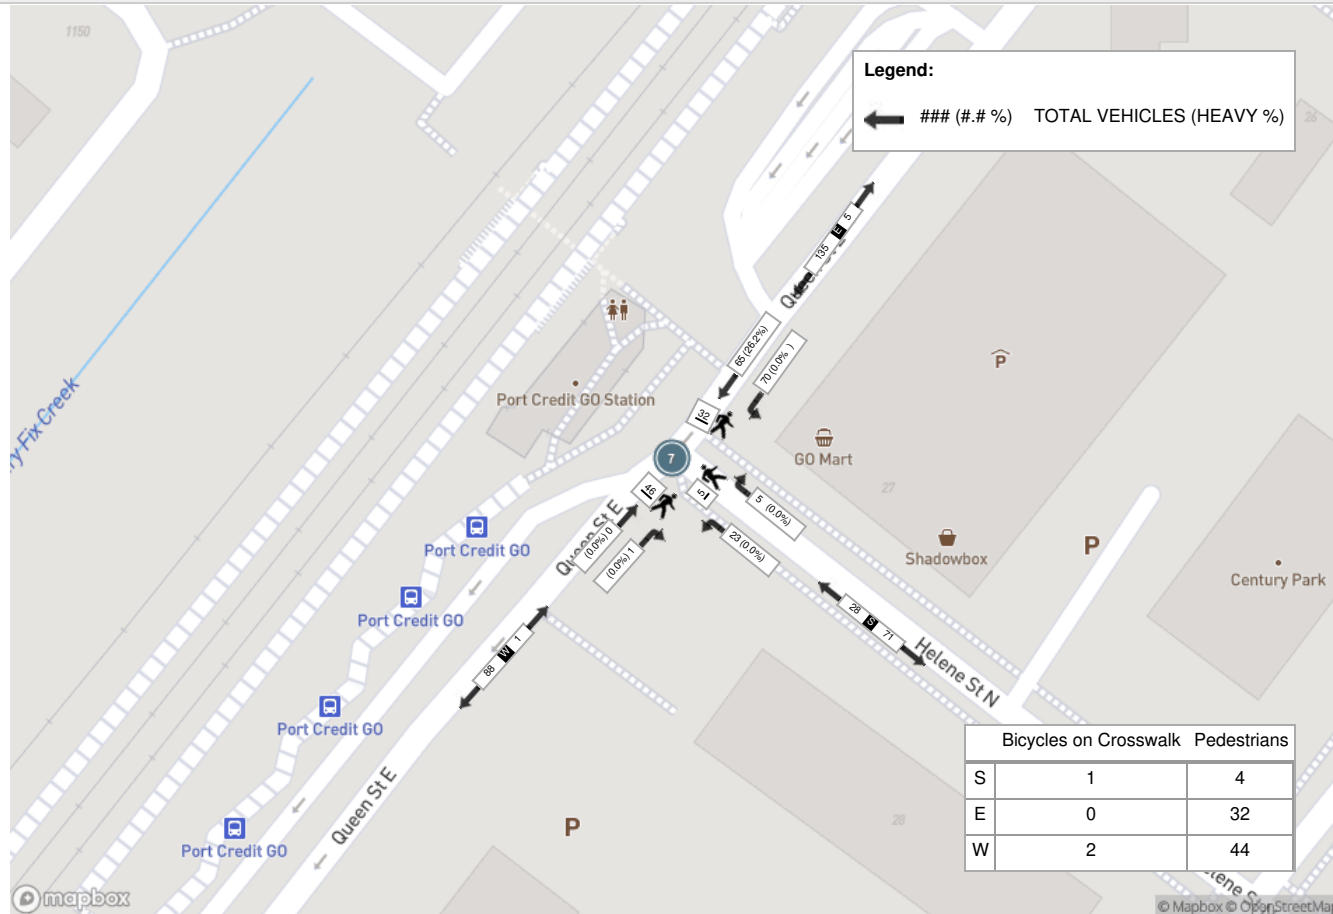 1150
Legend:
### (#.# %) TOTAL VEHICLES (HEAVY %)
26
135 E 5
Queen St E
65 (26.2%)
70 (0.0% )
Port Credit GO Station
P
32
GO Mart
7
27
46
5
5 (0.0%)
23 (0.0%)
Port Credit GO
Queen St E
(0.0%) 0
(0.0%) 1
Shadowbox
P
Century Park
Port Credit GO
28 S 71
Helene St N
88 W 1
Port Credit GO
Queen St E
P
28
Port Credit GO
Bicycles on Crosswalk Pedestrians
S 1 4
E 0 32
W 2 44
mapbox
© Mapbox © OpenStreetMap